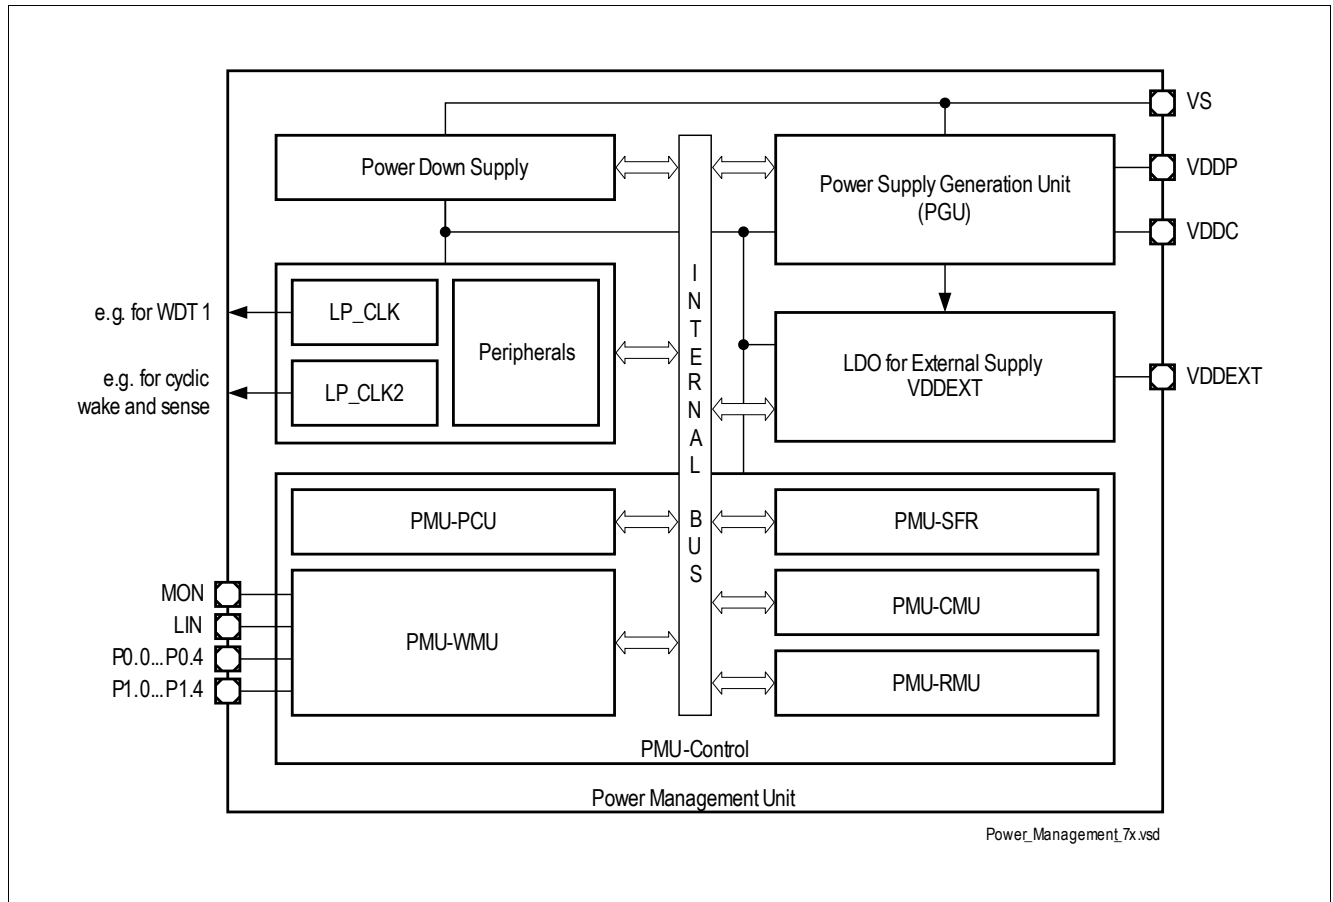 VS
Power Down Supply
Power Supply Generation Unit
(PGU)
VDDP
VDDC
INTERNAL BUS
e.g. for WDT 1
LP_CLK
Peripherals
e.g. for cyclic
wake and sense
LP_CLK2
LDO for External Supply
VDDEXT
VDDEXT
PMU-PCU
PMU-SFR
MON
LIN
P0.0...P0.4
P1.0...P1.4
PMU-WMU
PMU-CMU
PMU-RMU
PMU-Control
Power Management Unit
Power_Management_7x.vsd